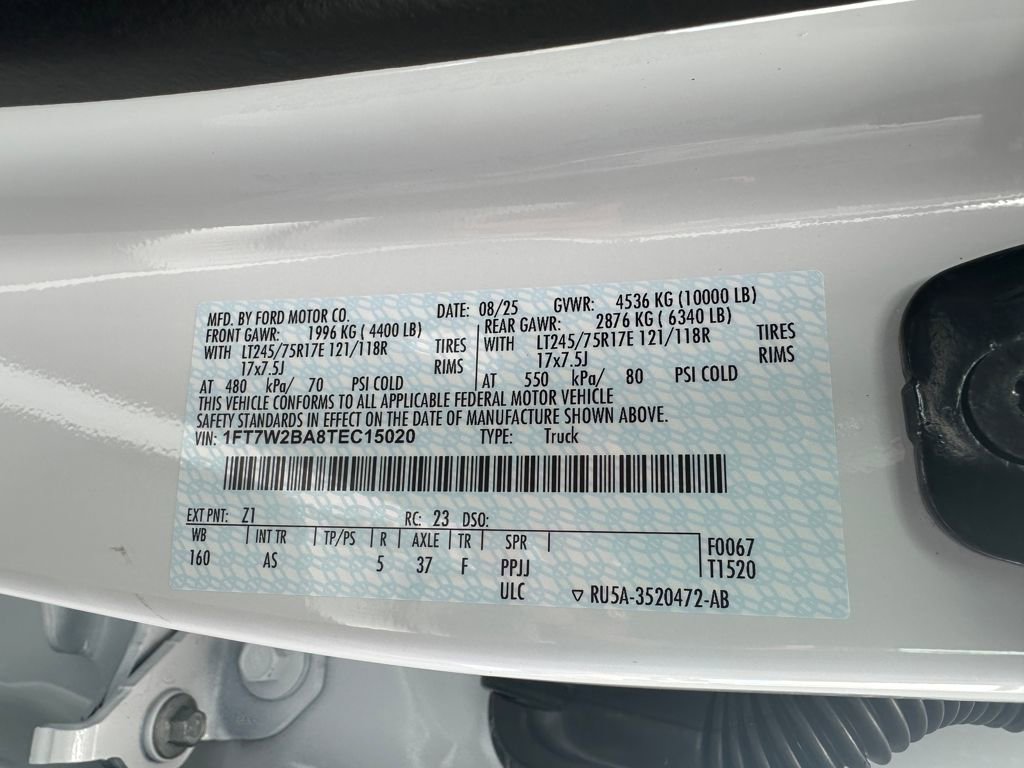 MFD. BY FORD MOTOR CO.
DATE: 08/25 GVWR: 4536 KG (10000 LB)
FRONT GAWR: 1996 KG ( 4400 LB)
WITH LT245/75R17E 121/118R TIRES
17x7.5J RIMS
AT 480 kPa/ 70 PSI COLD
REAR GAWR: 2876 KG ( 6340 LB)
WITH LT245/75R17E 121/118R TIRES
17x7.5J RIMS
AT 550 kPa/ 80 PSI COLD
THIS VEHICLE CONFORMS TO ALL APPLICABLE FEDERAL MOTOR VEHICLE
SAFETY STANDARDS IN EFFECT ON THE DATE OF MANUFACTURE SHOWN ABOVE.
VIN: 1FT7W2BA8TEC15020 TYPE: Truck
EXT PNT: Z1 RC: 23 DSO:
WB INT TR TP/PS R AXLE TR SPR F0067
160 AS 5 37 F PPJJ T1520
ULC ▽ RU5A-3520472-AB